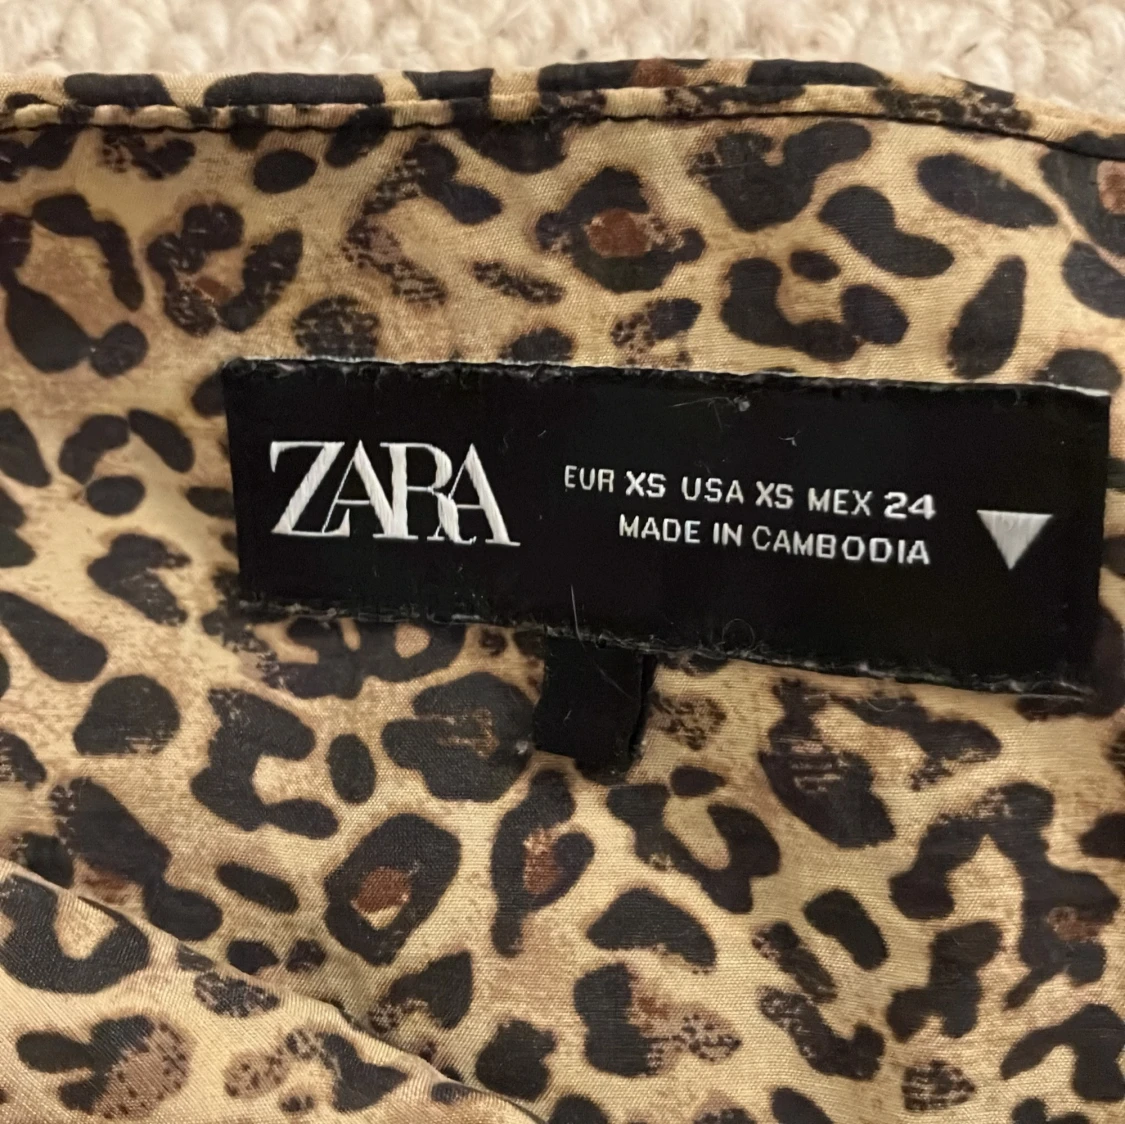 ZARA
EUR XS USA XS MEX 24
MADE IN CAMBODIA